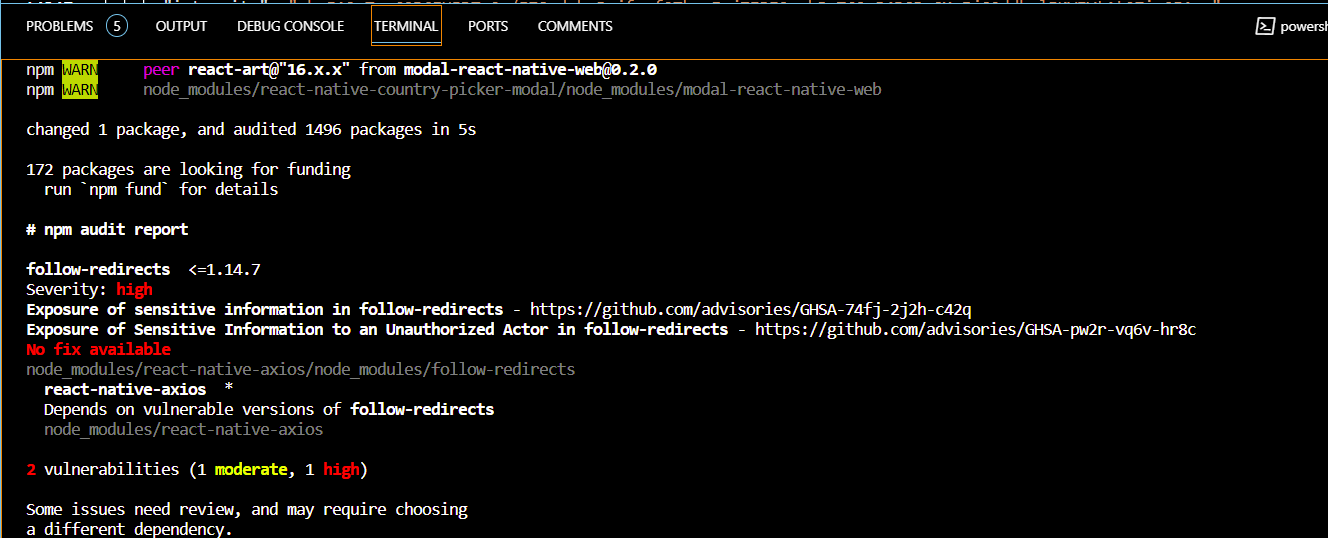 PROBLEMS 5 OUTPUT DEBUG CONSOLE TERMINAL PORTS COMMENTS powersh
npm WARN peer react-art@"16.x.x" from modal-react-native-web@0.2.0
npm WARN node_modules/react-native-country-picker-modal/node_modules/modal-react-native-web
changed 1 package, and audited 1496 packages in 5s
172 packages are looking for funding
run `npm fund` for details
# npm audit report
follow-redirects <=1.14.7
Severity: high
Exposure of sensitive information in follow-redirects - https://github.com/advisories/GHSA-74fj-2j2h-c42q
Exposure of Sensitive Information to an Unauthorized Actor in follow-redirects - https://github.com/advisories/GHSA-pw2r-vq6v-hr8c
No fix available
node_modules/react-native-axios/node_modules/follow-redirects
react-native-axios *
Depends on vulnerable versions of follow-redirects
node_modules/react-native-axios
2 vulnerabilities (1 moderate, 1 high)
Some issues need review, and may require choosing
a different dependency.